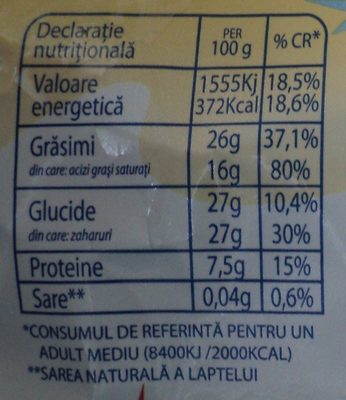 Declarație nutrițională PER 100 g % CR*
Valoare energetică 1555Kj 18,5%
372Kcal 18,6%
Grăsimi 26g 37,1%
din care: acizi grași saturați 16g 80%
Glucide 27g 10,4%
din care: zaharuri 27g 30%
Proteine 7,5g 15%
Sare** 0,04g 0,6%
*CONSUMUL DE REFERINTĂ PENTRU UN
ADULT MEDIU (8400KJ /2000KCAL)
**SAREA NATURALĂ A LAPTELUI